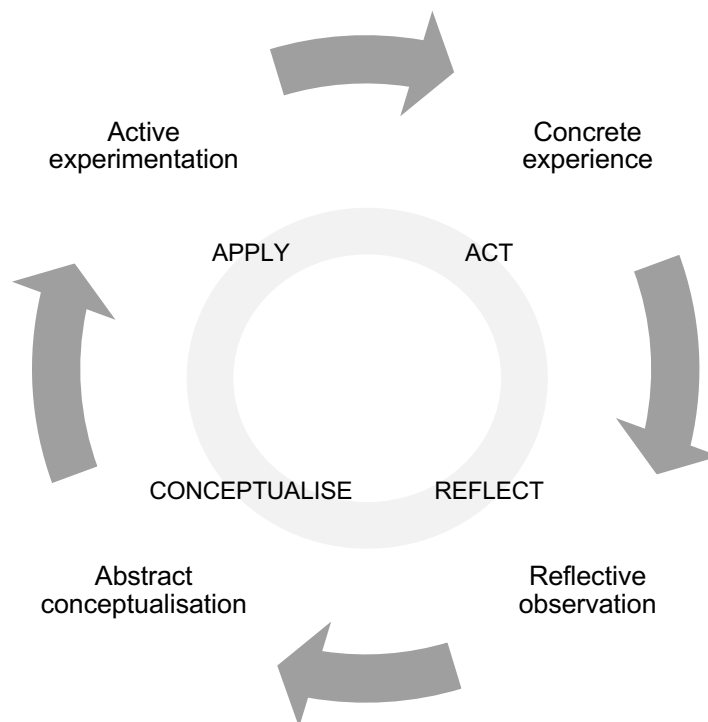 Active
experimentation
Concrete
experience
APPLY
ACT
CONCEPTUALISE
REFLECT
Abstract
conceptualisation
Reflective
observation